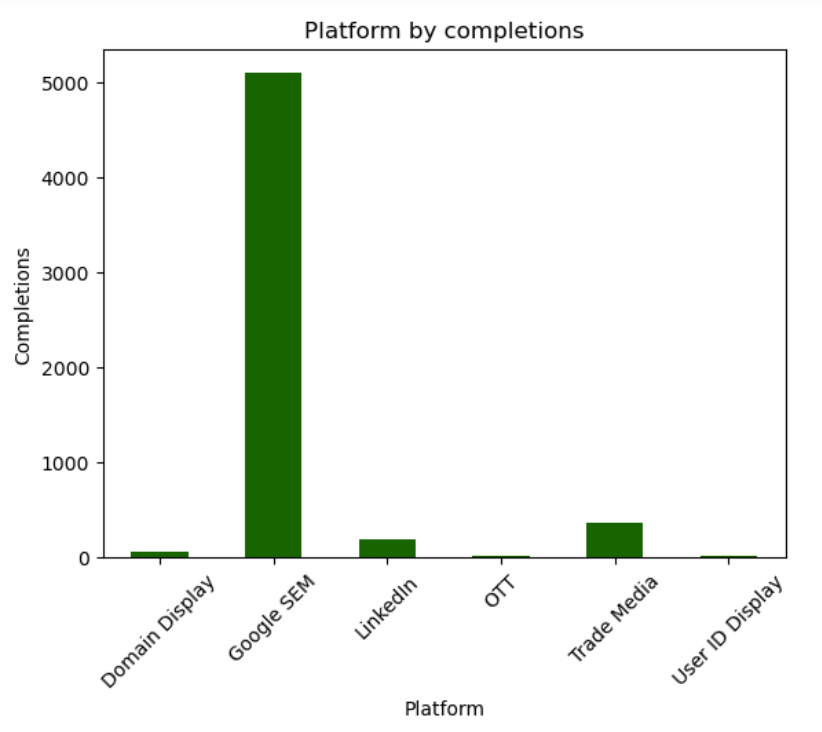 Platform by completions
5000
4000
3000
2000
1000
0
Completions
Domain Display
Google SEM
LinkedIn
OTT
Trade Media
User ID Display
Platform